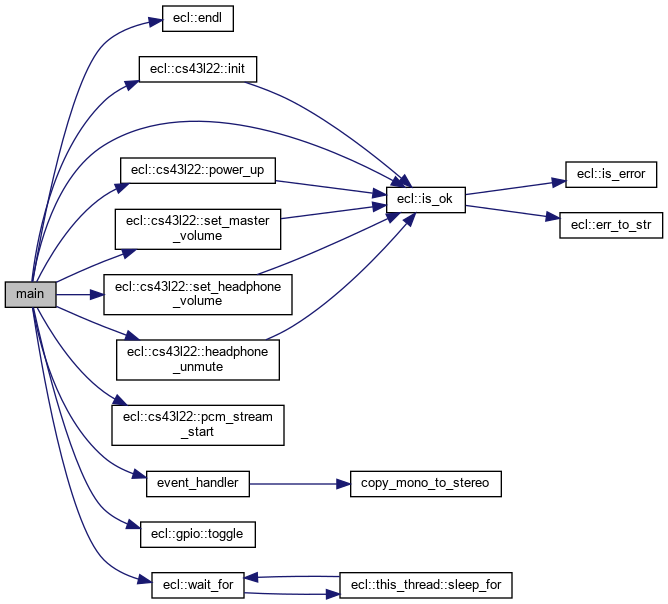 ecl::endl
ecl::cs43l22::init
ecl::cs43l22::power_up
ecl::is_ok
ecl::is_error
ecl::err_to_str
ecl::cs43l22::set_master
_volume
main
ecl::cs43l22::set_headphone
_volume
ecl::cs43l22::headphone
_unmute
ecl::cs43l22::pcm_stream
_start
event_handler
copy_mono_to_stereo
ecl::gpio::toggle
ecl::wait_for
ecl::this_thread::sleep_for